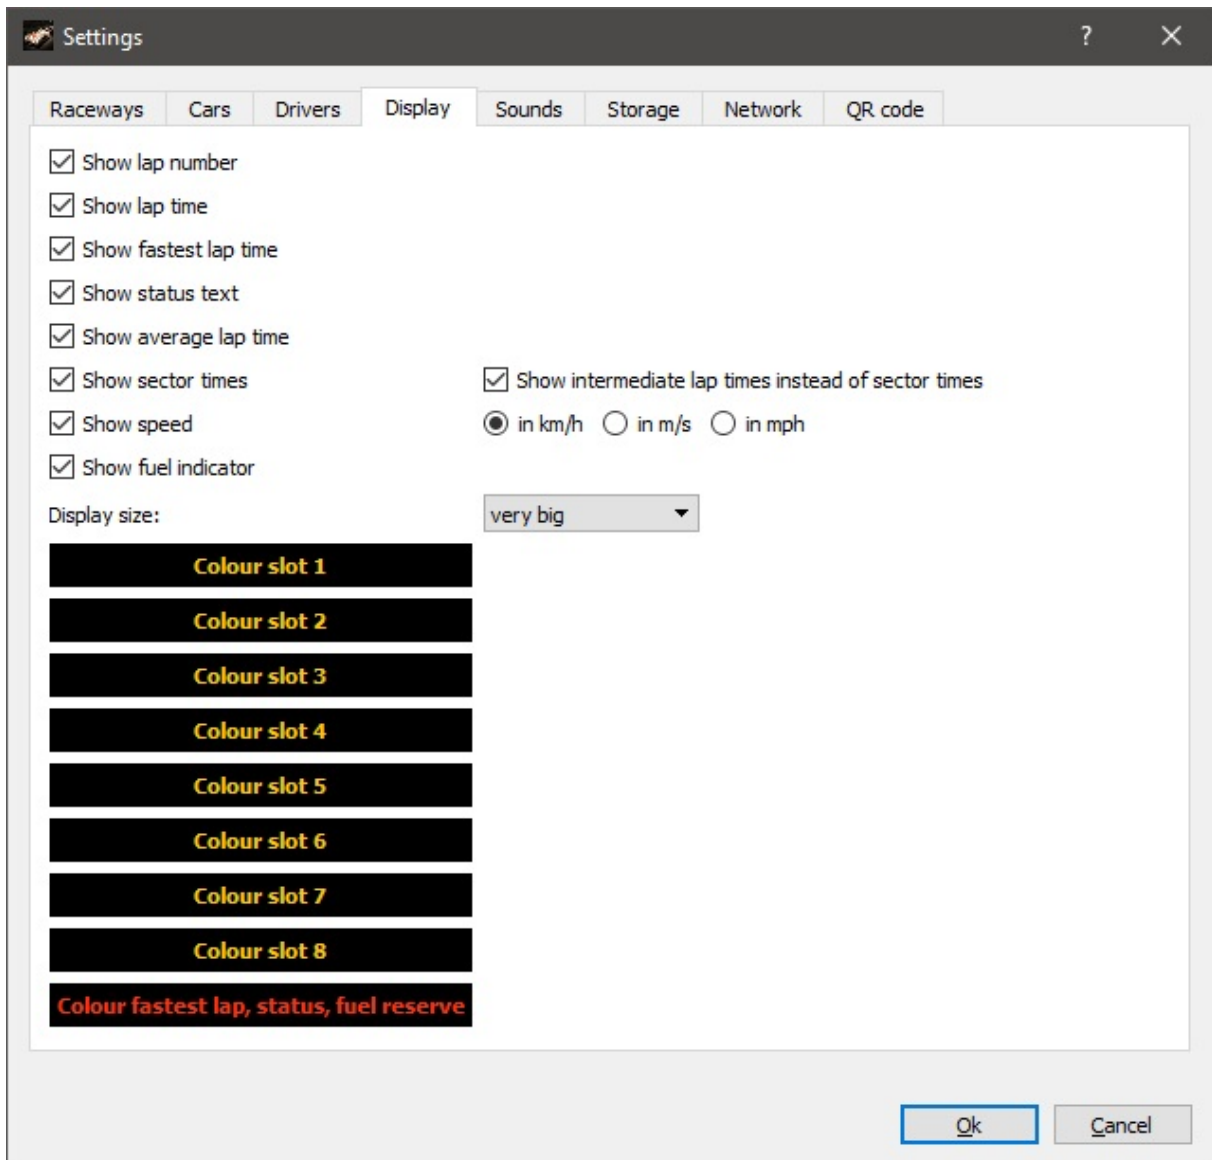 Settings
?
Raceways Cars Drivers Display Sounds Storage Network QR code
Show lap number
Show lap time
Show fastest lap time
Show status text
Show average lap time
Show sector times Show intermediate lap times instead of sector times
Show speed in km/h in m/s in mph
Show fuel indicator
Display size: very big
Colour slot 1
Colour slot 2
Colour slot 3
Colour slot 4
Colour slot 5
Colour slot 6
Colour slot 7
Colour slot 8
Colour fastest lap, status, fuel reserve
Ok Cancel